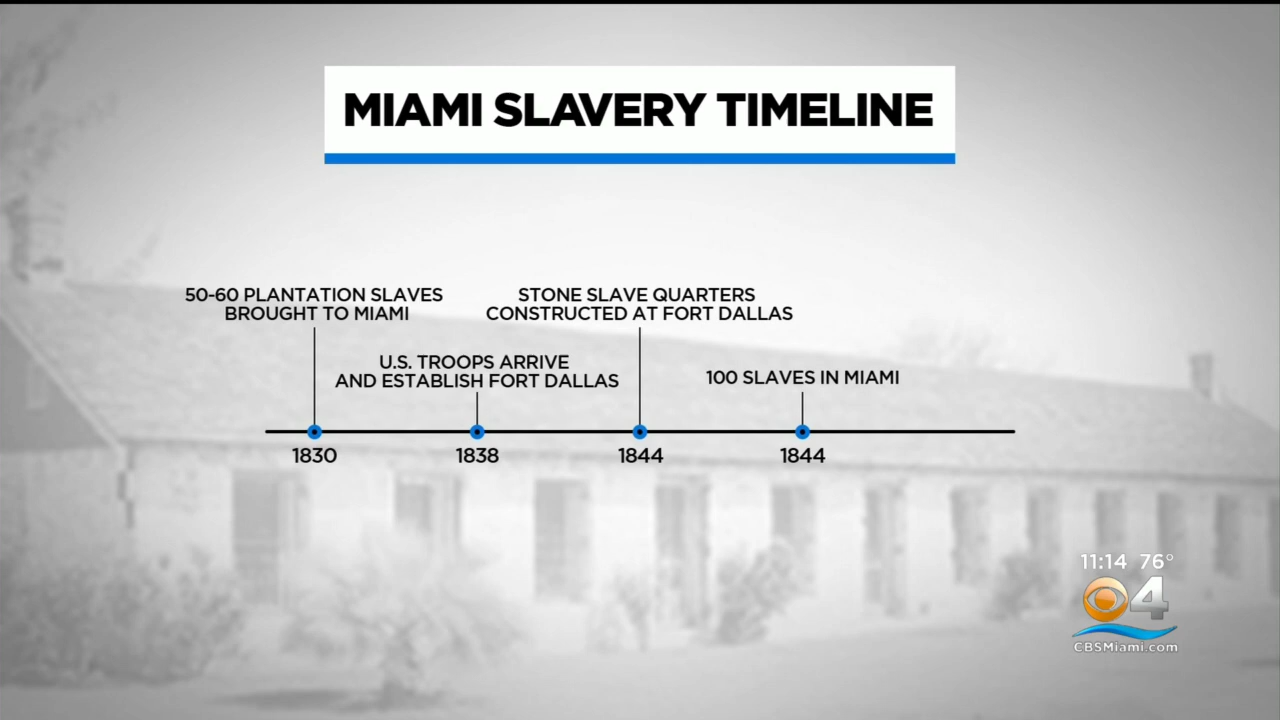 MIAMI SLAVERY TIMELINE
50-60 PLANTATION SLAVES
BROUGHT TO MIAMI
U.S. TROOPS ARRIVE
AND ESTABLISH FORT DALLAS
STONE SLAVE QUARTERS
CONSTRUCTED AT FORT DALLAS
100 SLAVES IN MIAMI
1830
1838
1844
1844
11:14 76°
4
CBSMiami.com